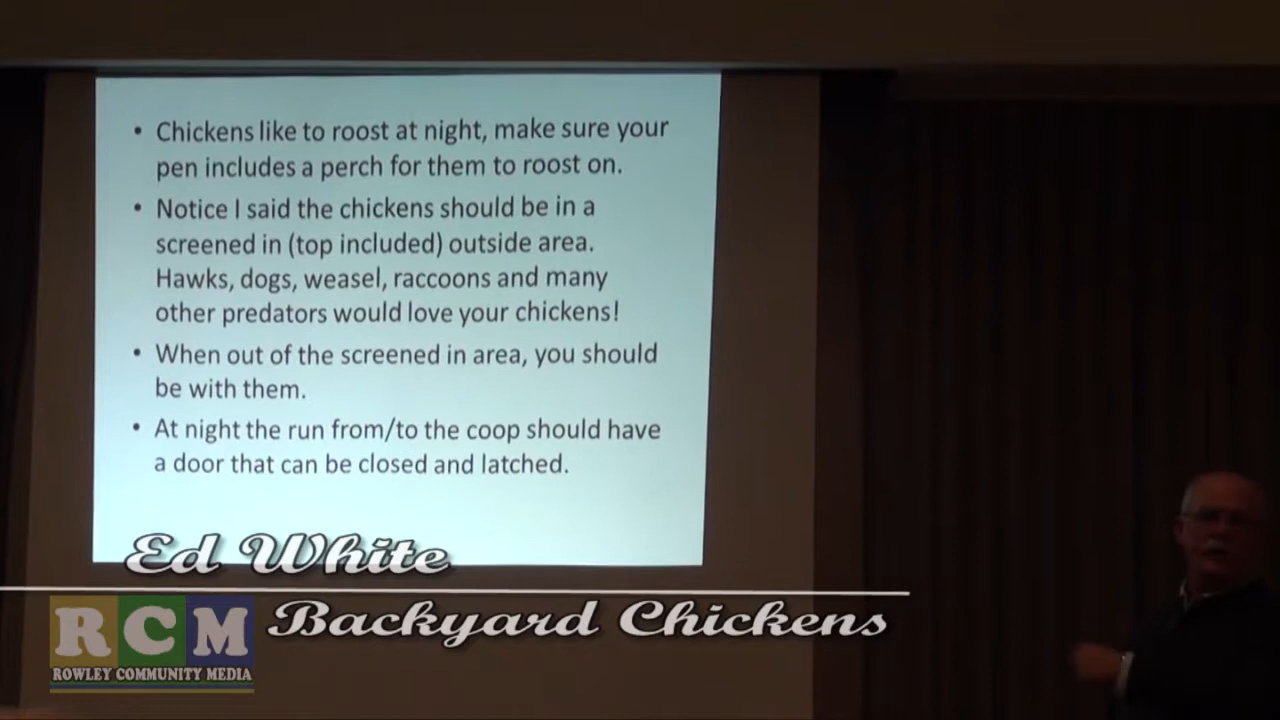 • Chickens like to roost at night, make sure your
pen includes a perch for them to roost on.
• Notice I said the chickens should be in a
screened in (top included) outside area.
Hawks, dogs, weasel, raccoons and many
other predators would love your chickens!
• When out of the screened in area, you should
be with them.
• At night the run from/to the coop should have
a door that can be closed and latched.
Ed White
Backyard Chickens
RCM
ROWLEY COMMUNITY MEDIA